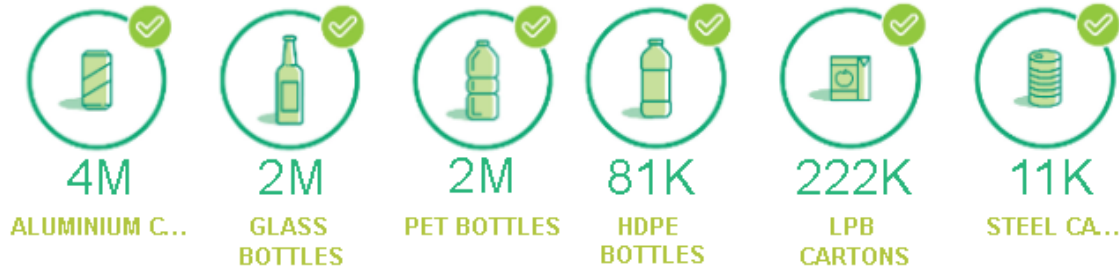 4M 2M 2M 81K 222K 11K
ALUMINIUM C... GLASS PET BOTTLES HDPE LPB STEEL CA...
BOTTLES BOTTLES CARTONS